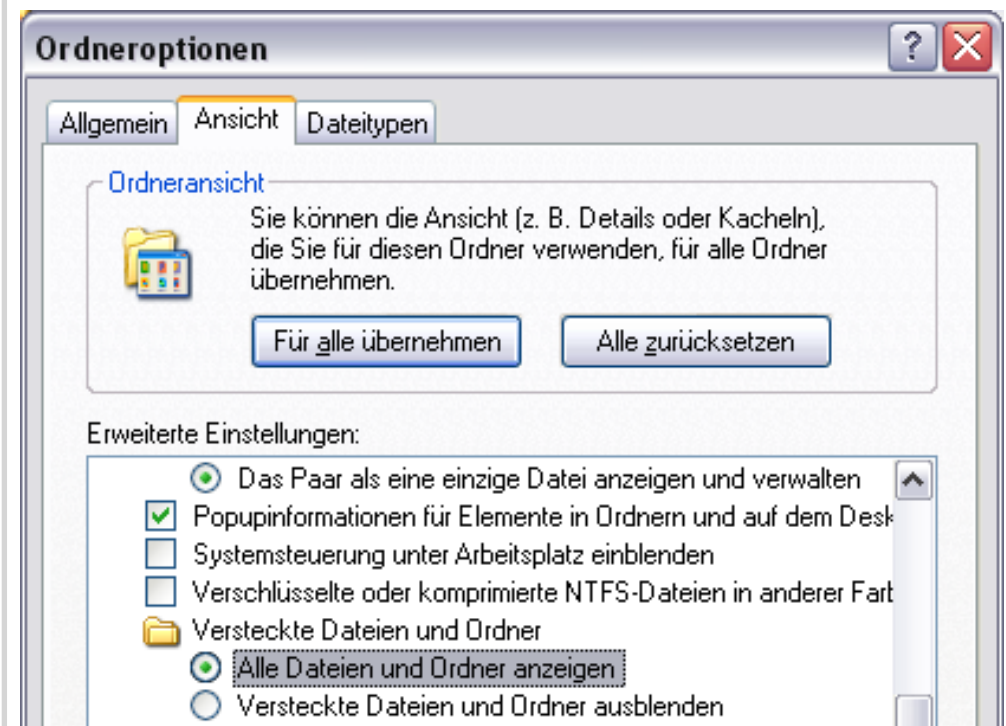 Ordneroptionen
Allgemein Ansicht Dateitypen
Ordneransicht
Sie können die Ansicht (z. B. Details oder Kacheln),
die Sie für diesen Ordner verwenden, für alle Ordner
übernehmen.
Für alle übernehmen Alle zurücksetzen
Erweiterte Einstellungen:
Das Paar als eine einzige Datei anzeigen und verwalten
Popupinformationen für Elemente in Ordnern und auf dem Desk
Systemsteuerung unter Arbeitsplatz einblenden
Verschlüsselte oder komprimierte NTFS-Dateien in anderer Farb
Versteckte Dateien und Ordner
Alle Dateien und Ordner anzeigen
Versteckte Dateien und Ordner ausblenden